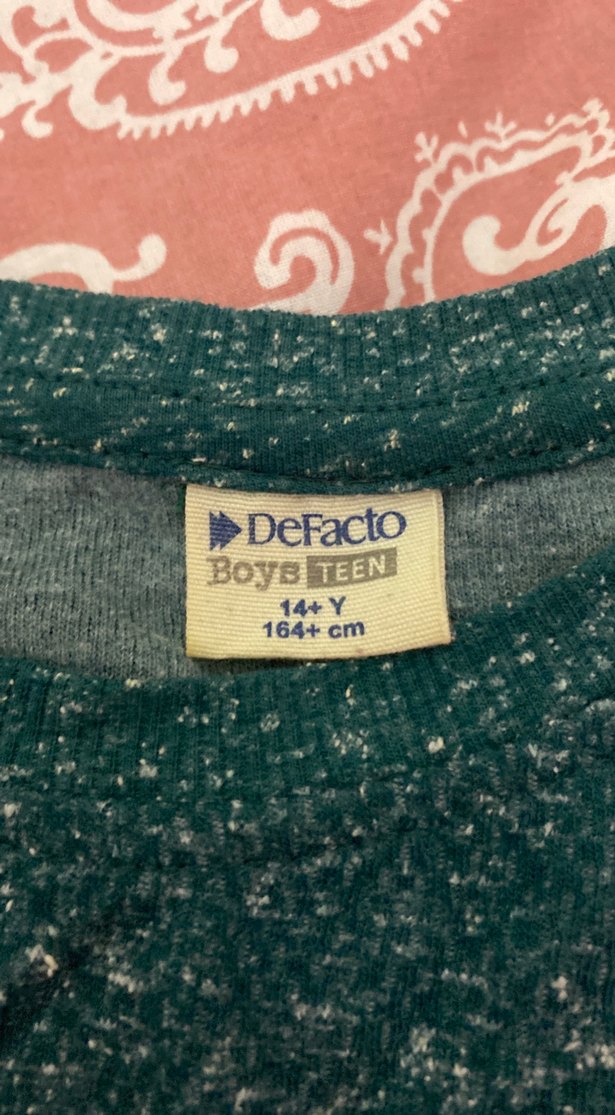 DeFacto
Boys TEEN
14+ Y
164+ cm